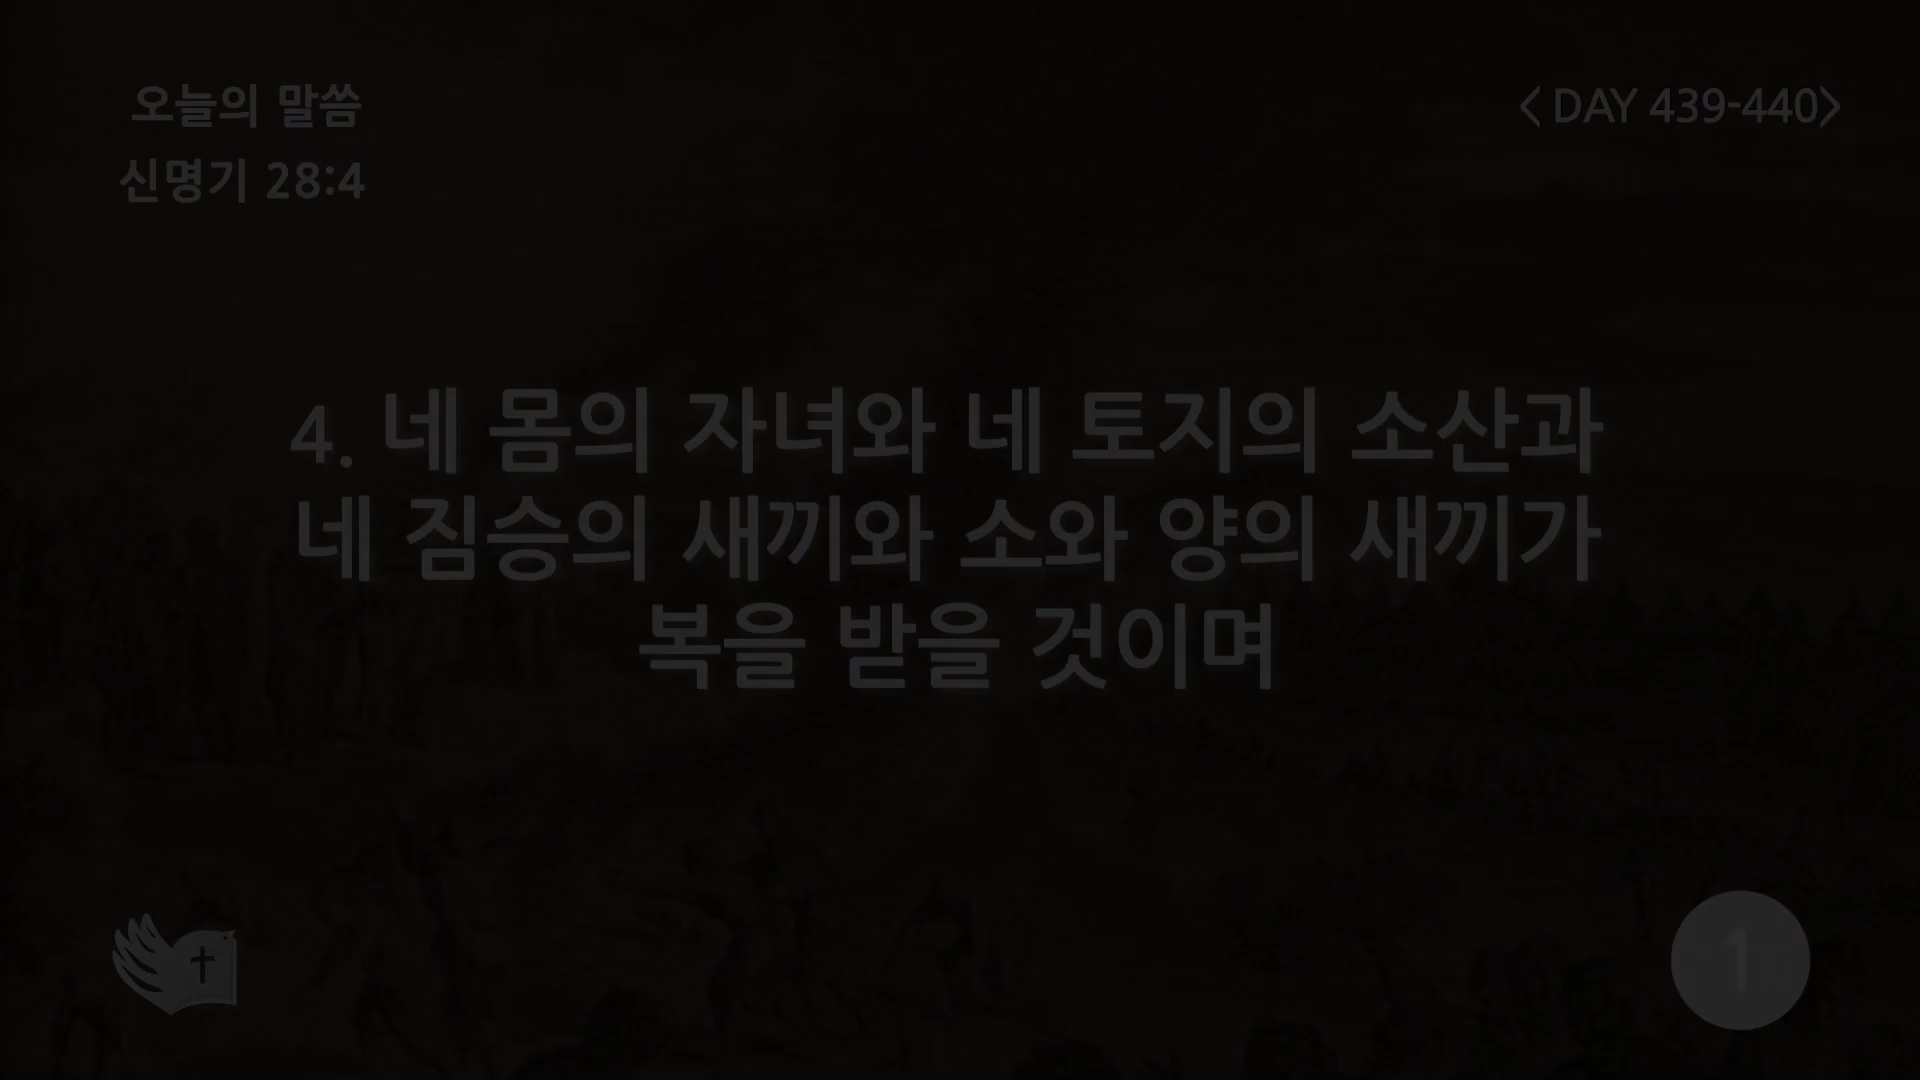 오늘의 말씀
신명기 28:4
<DAY 439-440>
4. 네 몸의 자녀와 네 토지의 소산과
네 짐승의 새끼와 소와 양의 새끼가
복을 받을 것이며
1